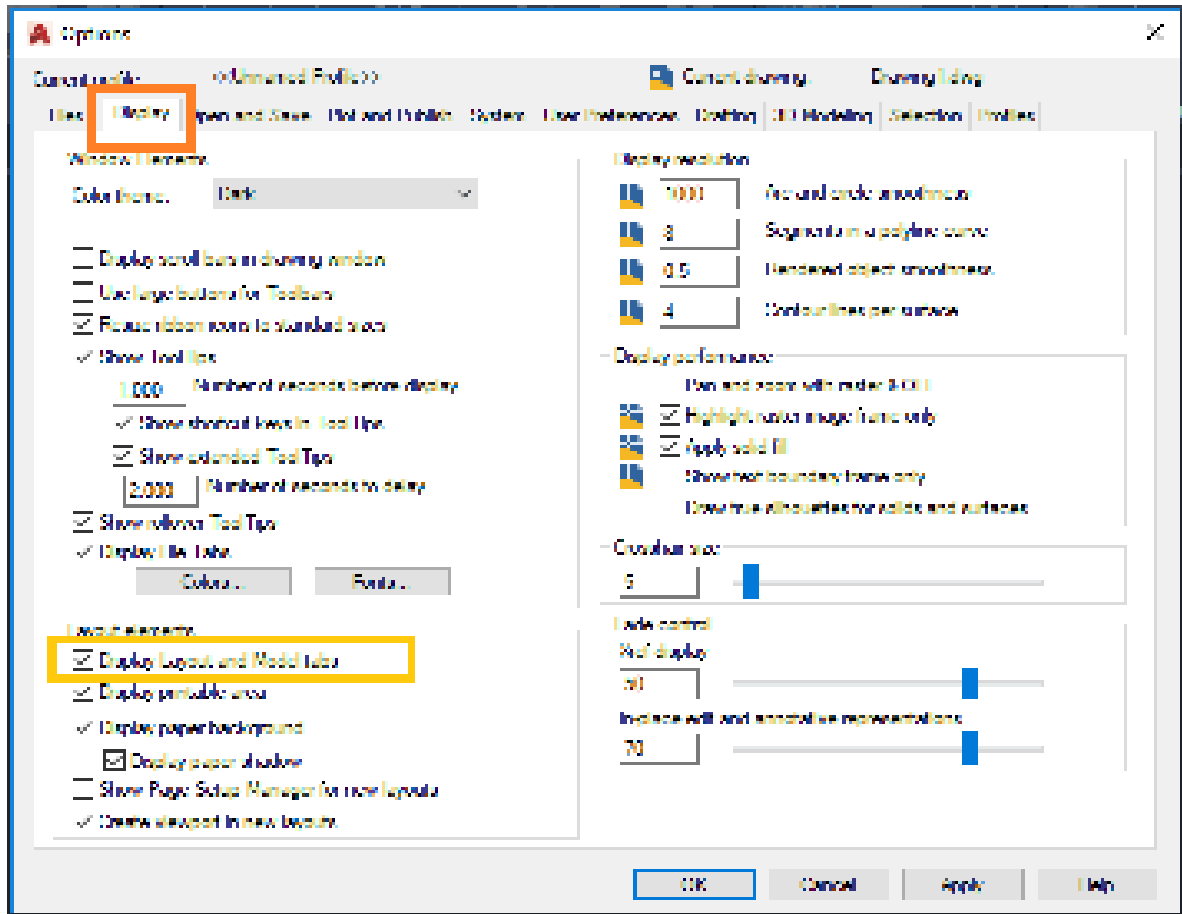 Options
Current profile: <<Unnamed Profile>> Current drawing: Drawing1.dwg
Files Display Open and Save Plot and Publish System User Preferences Drafting 3D Modeling Selection Profiles
Window Elements
Color theme: Dark
Display scroll bars in drawing window
Use large buttons for Toolbars
Resize ribbon icons to standard sizes
Show ToolTips
1.000 Number of seconds before display
Show shortcut keys in ToolTips
Show extended ToolTips
2.000 Number of seconds to delay
Show rollover ToolTips
Display File Tabs
Colors... Fonts...
Layout elements
Display Layout and Model tabs
Display printable area
Display paper background
Display paper shadow
Show Page Setup Manager for new layouts
Create viewport in new layouts
Display resolution
1000 Arc and circle smoothness
8 Segments in a polyline curve
0.5 Rendered object smoothness
4 Contour lines per surface
Display performance
Pan and zoom with raster & OLE
Highlight raster image frame only
Apply solid fill
Show text boundary frame only
Draw true silhouettes for solids and surfaces
Crosshair size
5
Fade control
Xref display
50
In-place edit and annotative representations
70
OK Cancel Apply Help